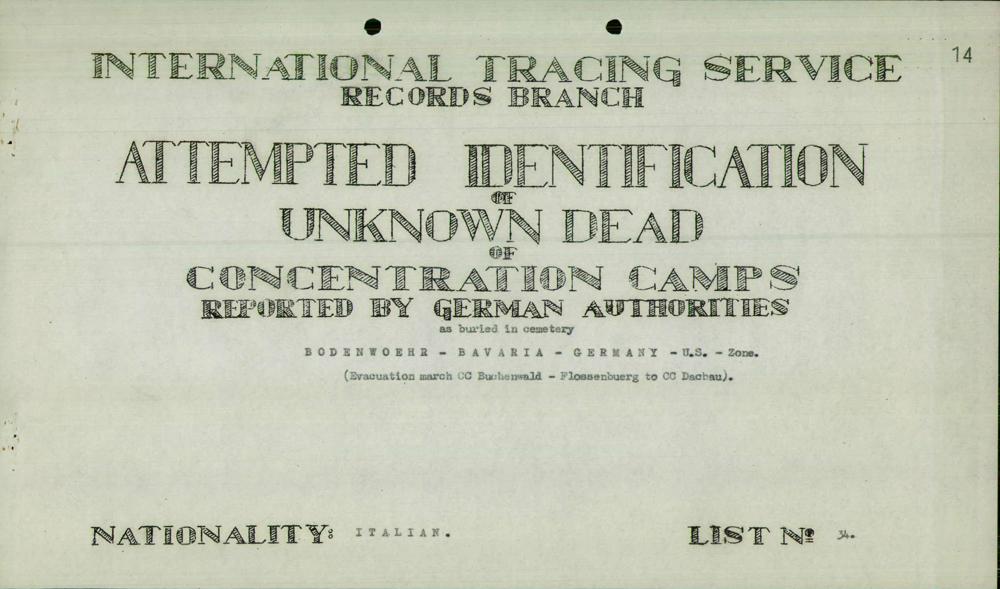 14
INTERNATIONAL TRACING SERVICE
RECORDS BRANCH
ATTEMPTED IDENTIFICATION
OF
UNKNOWN DEAD
OF
CONCENTRATION CAMPS
REPORTED BY GERMAN AUTHORITIES
as buried in cemetery
BODENWOEHR - BAVARIA - GERMANY - U.S. - Zone.
(Evacuation march CC Buchenwald - Flossenbuerg to CC Dachau).
NATIONALITY: ITALIAN.
LIST Nº 34.